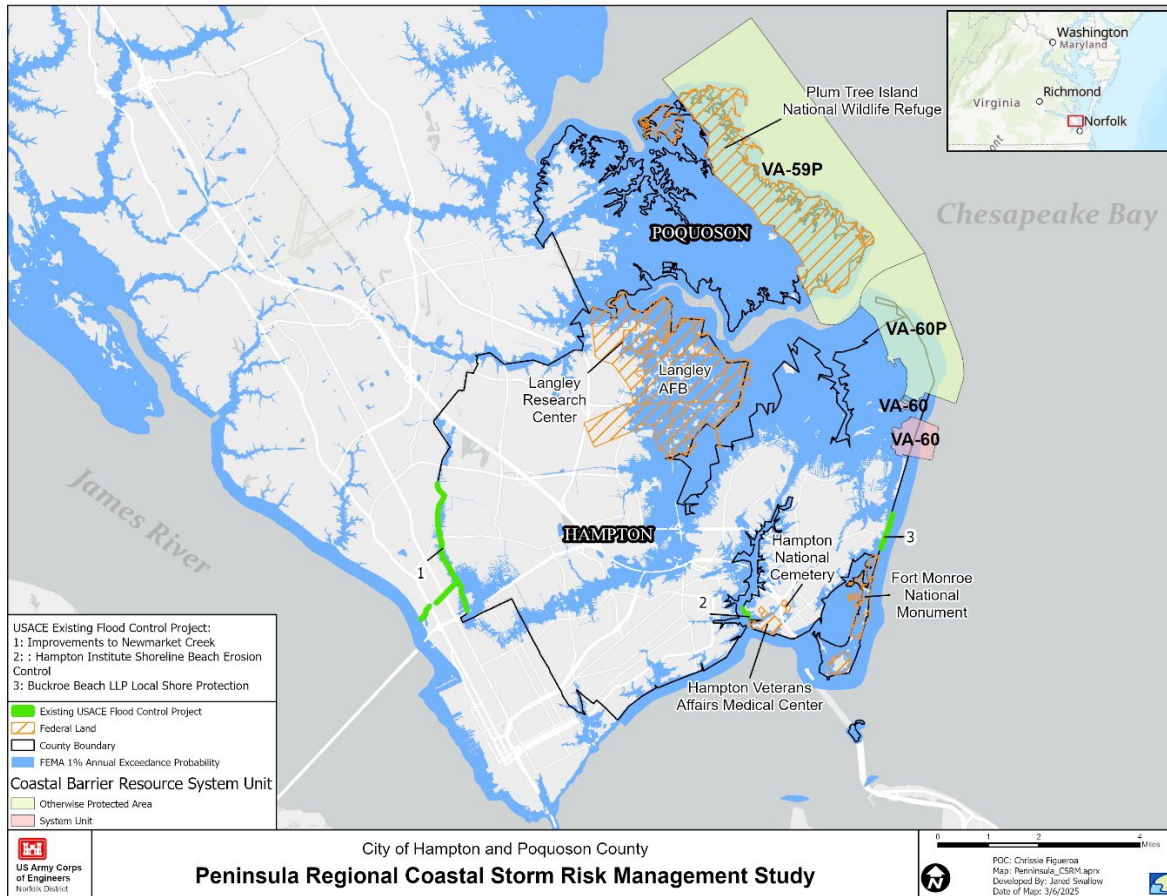 Washington
Maryland
Richmond
Virginia
Norfolk
Plum Tree Island
National Wildlife Refuge
VA-59P
Chesapeake Bay
POQUOSON
VA-60P
Langley
Research
Center
Langley
AFB
VA-60
VA-60
James River
HAMPTON
Hampton
National
Cemetery
3
1
2
Fort Monroe
National
Monument
Hampton Veterans
Affairs Medical Center
USACE Existing Flood Control Project:
1: Improvements to Newmarket Creek
2: : Hampton Institute Shoreline Beach Erosion
Control
3: Buckroe Beach LLP Local Shore Protection
Existing USACE Flood Control Project
Federal Land
County Boundary
FEMA 1% Annual Exceedance Probability
Coastal Barrier Resource System Unit
Otherwise Protected Area
System Unit
US Army Corps
of Engineers
Norfolk District
City of Hampton and Poquoson County
Peninsula Regional Coastal Storm Risk Management Study
N
0 1 2 4
Miles
POC: Chrissie Figueroa
Map: Penninsula_CSRM.aprx
Developed By: Jared Swallow
Date of Map: 3/6/2025